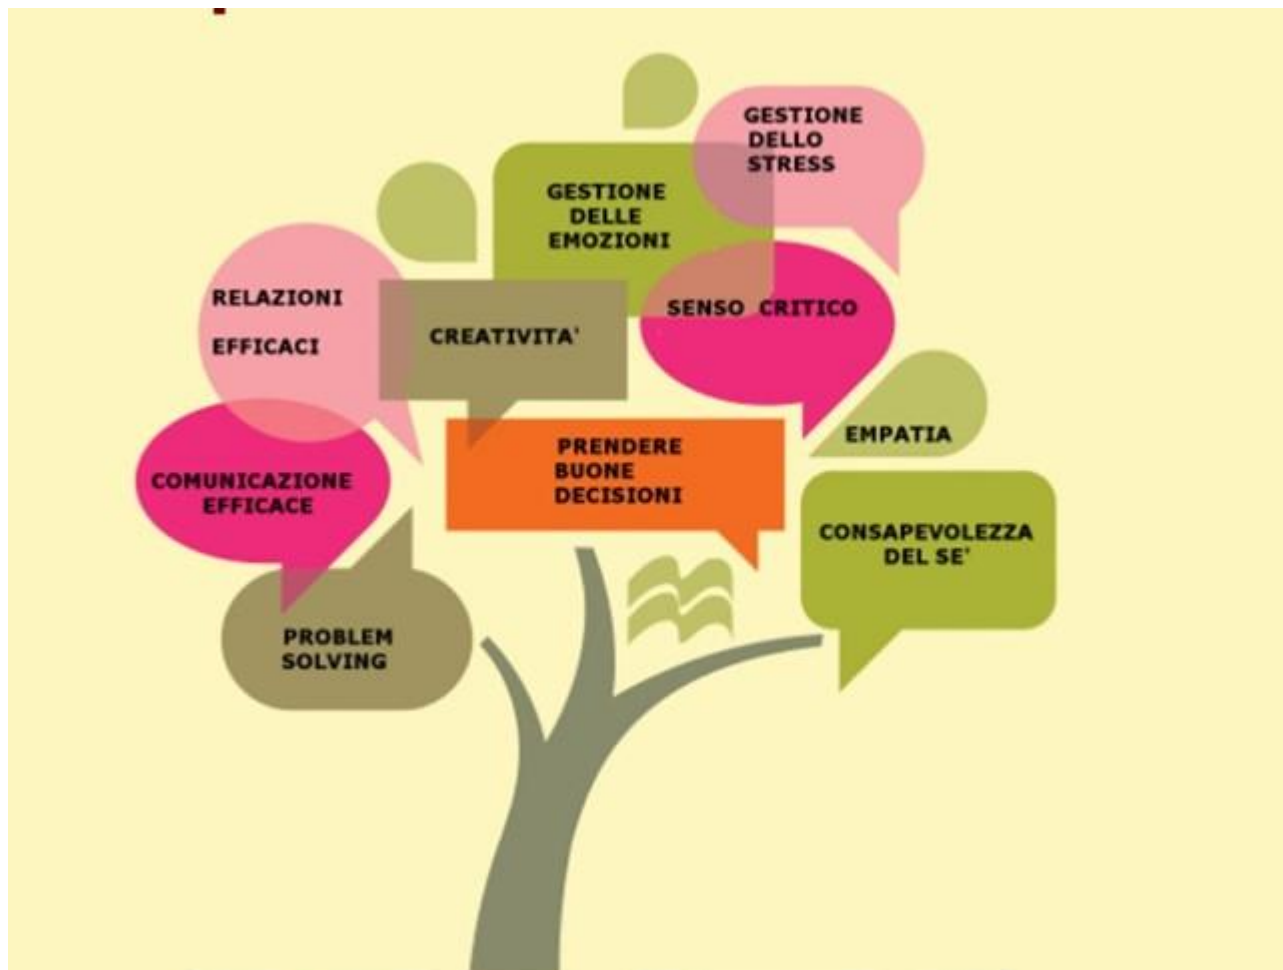 GESTIONE
DELLO
STRESS
GESTIONE
DELLE
EMOZIONI
RELAZIONI
EFFICACI
CREATIVITA'
SENSO CRITICO
EMPATIA
PRENDERE
BUONE
DECISIONI
COMUNICAZIONE
EFFICACE
CONSAPEVOLEZZA
DEL SE'
PROBLEM
SOLVING